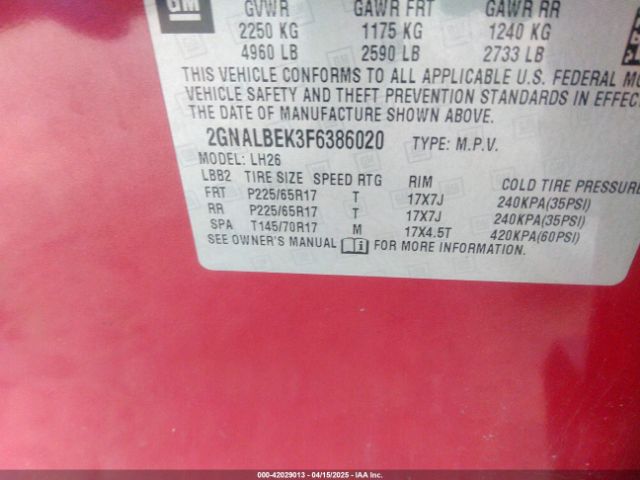 GM
GVWR GAWR FRT GAWR RR
2250 KG 1175 KG 1240 KG
4960 LB 2590 LB 2733 LB
THIS VEHICLE CONFORMS TO ALL APPLICABLE U.S. FEDERAL MO
VEHICLE SAFETY AND THEFT PREVENTION STANDARDS IN EFFEC
THE DATE OF MANUFACTURE SHOWN ABOVE.
2GNALBEK3F6386020 TYPE: M.P.V.
MODEL: LH26
LBB2 TIRE SIZE SPEED RTG RIM COLD TIRE PRESSURE
FRT P225/65R17 T 17X7J 240KPA(35PSI)
RR P225/65R17 T 17X7J 240KPA(35PSI)
SPA T145/70R17 M 17X4.5T 420KPA(60PSI)
SEE OWNER'S MANUAL FOR MORE INFORMATION.
000-42029013 - 04/15/2025 - IAA Inc.